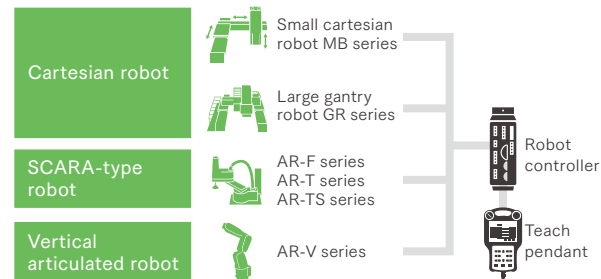 Cartesian robot
Small cartesian
robot MB series
Large gantry
robot GR series
SCARA-type
robot
AR-F series
AR-T series
AR-TS series
Vertical
articulated robot
AR-V series
Robot
controller
Teach
pendant